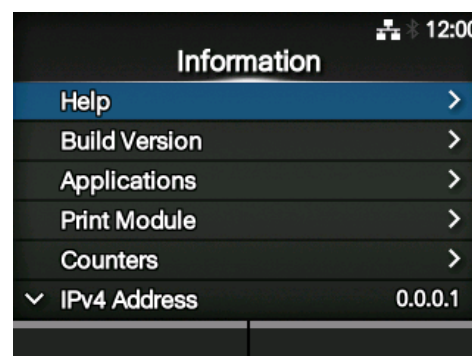 12:00
Information
Help
Build Version
Applications
Print Module
Counters
IPv4 Address 0.0.0.1